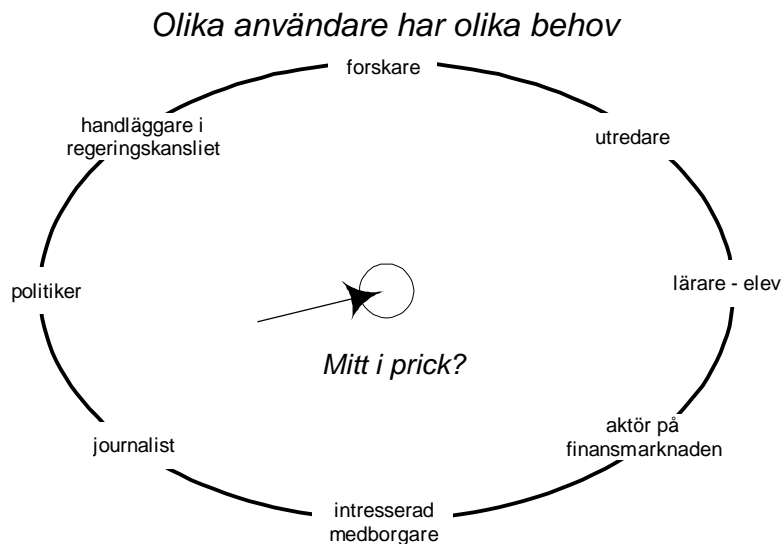 Olika användare har olika behov
forskare
handläggare i
regeringskansliet
utredare
politiker
lärare - elev
Mitt i prick?
journalist
aktör på
finansmarknaden
intresserad
medborgare